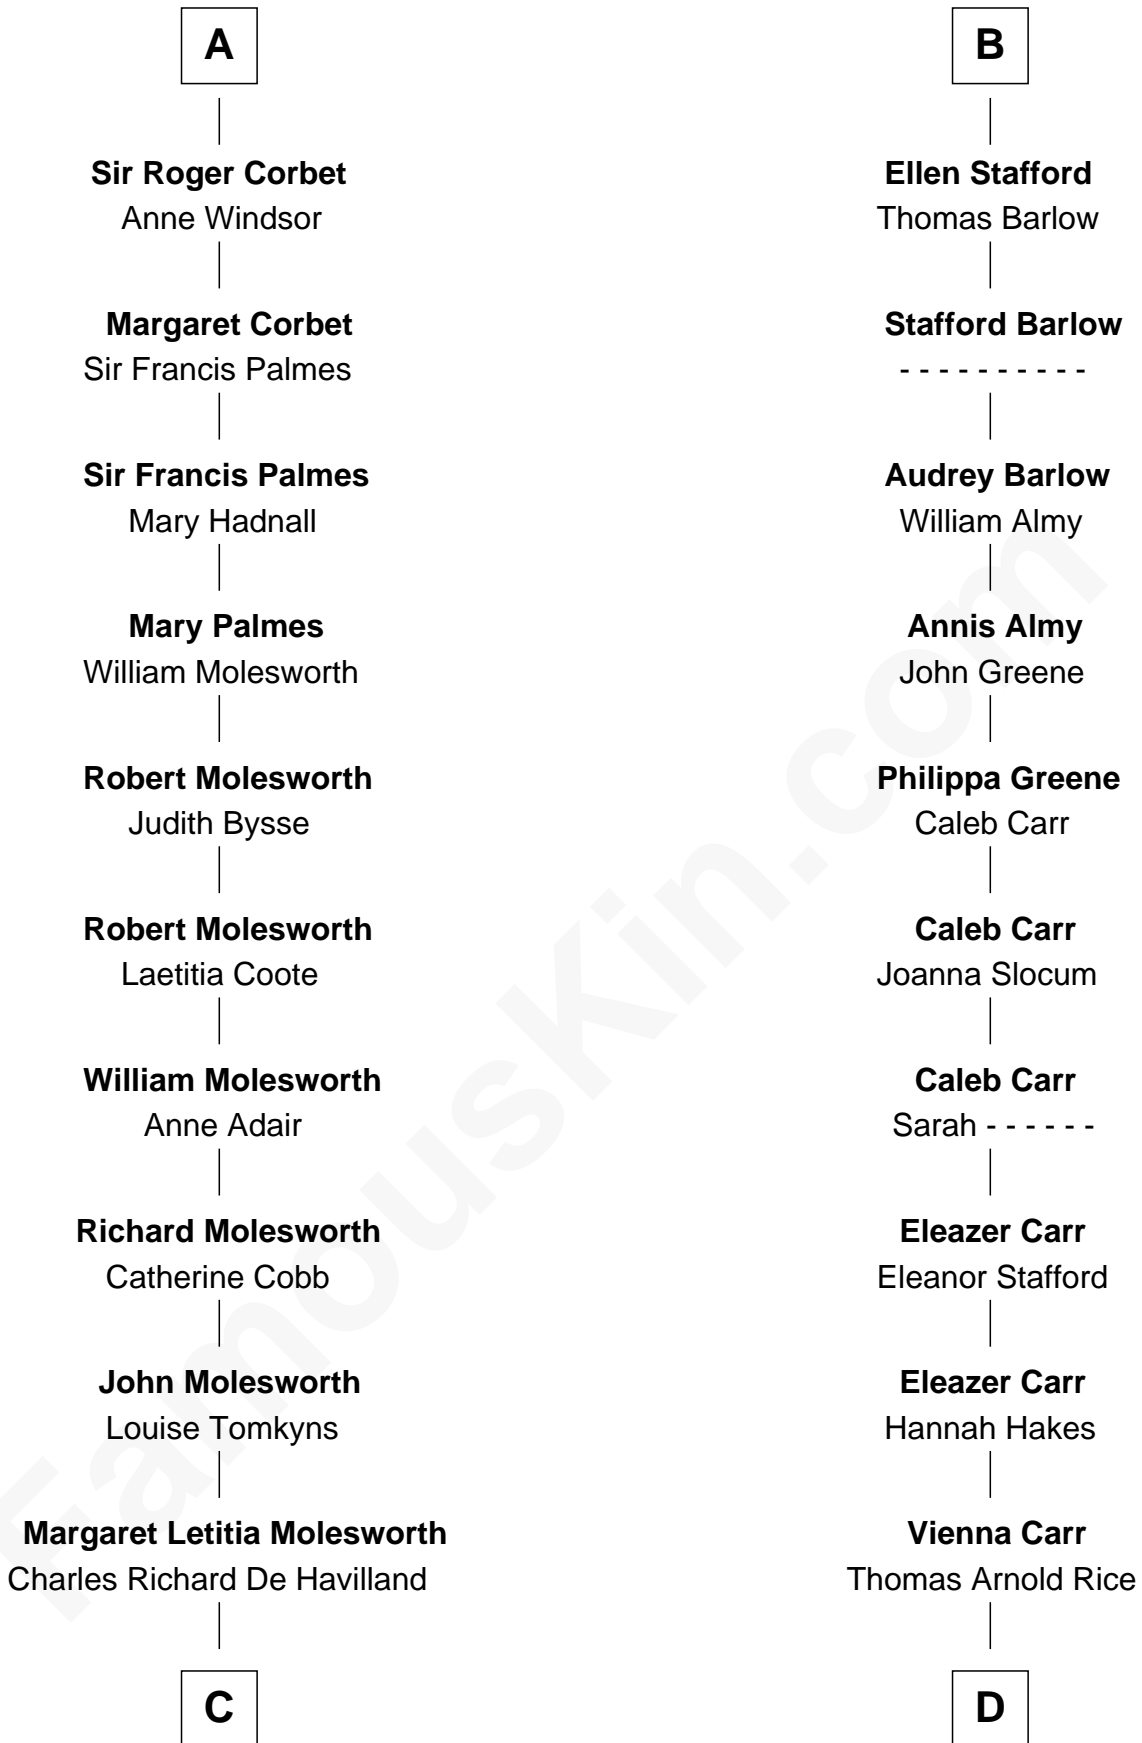 A
Sir Roger Corbet
Anne Windsor
Margaret Corbet
Sir Francis Palmes
Sir Francis Palmes
Mary Hadnall
Mary Palmes
William Molesworth
Robert Molesworth
Judith Bysse
Robert Molesworth
Laetitia Coote
William Molesworth
Anne Adair
Richard Molesworth
Catherine Cobb
John Molesworth
Louise Tomkyns
Margaret Letitia Molesworth
Charles Richard De Havilland
C
B
Ellen Stafford
Thomas Barlow
Stafford Barlow
- - - - - - - - - -
Audrey Barlow
William Almy
Annis Almy
John Greene
Philippa Greene
Caleb Carr
Caleb Carr
Joanna Slocum
Caleb Carr
Sarah - - - - - -
Eleazer Carr
Eleanor Stafford
Eleazer Carr
Hannah Hakes
Vienna Carr
Thomas Arnold Rice
D
FamousKin.com